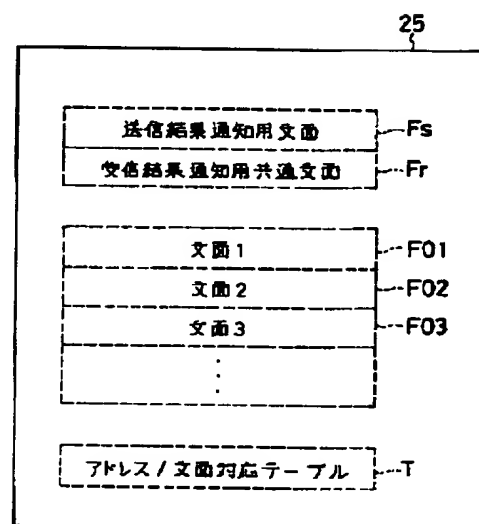 25
送信結果通知用文面 Fs
受信結果通知用共通文面 Fr
文面1 F01
文面2 F02
文面3 F03
アドレス/文面対応テーブル T